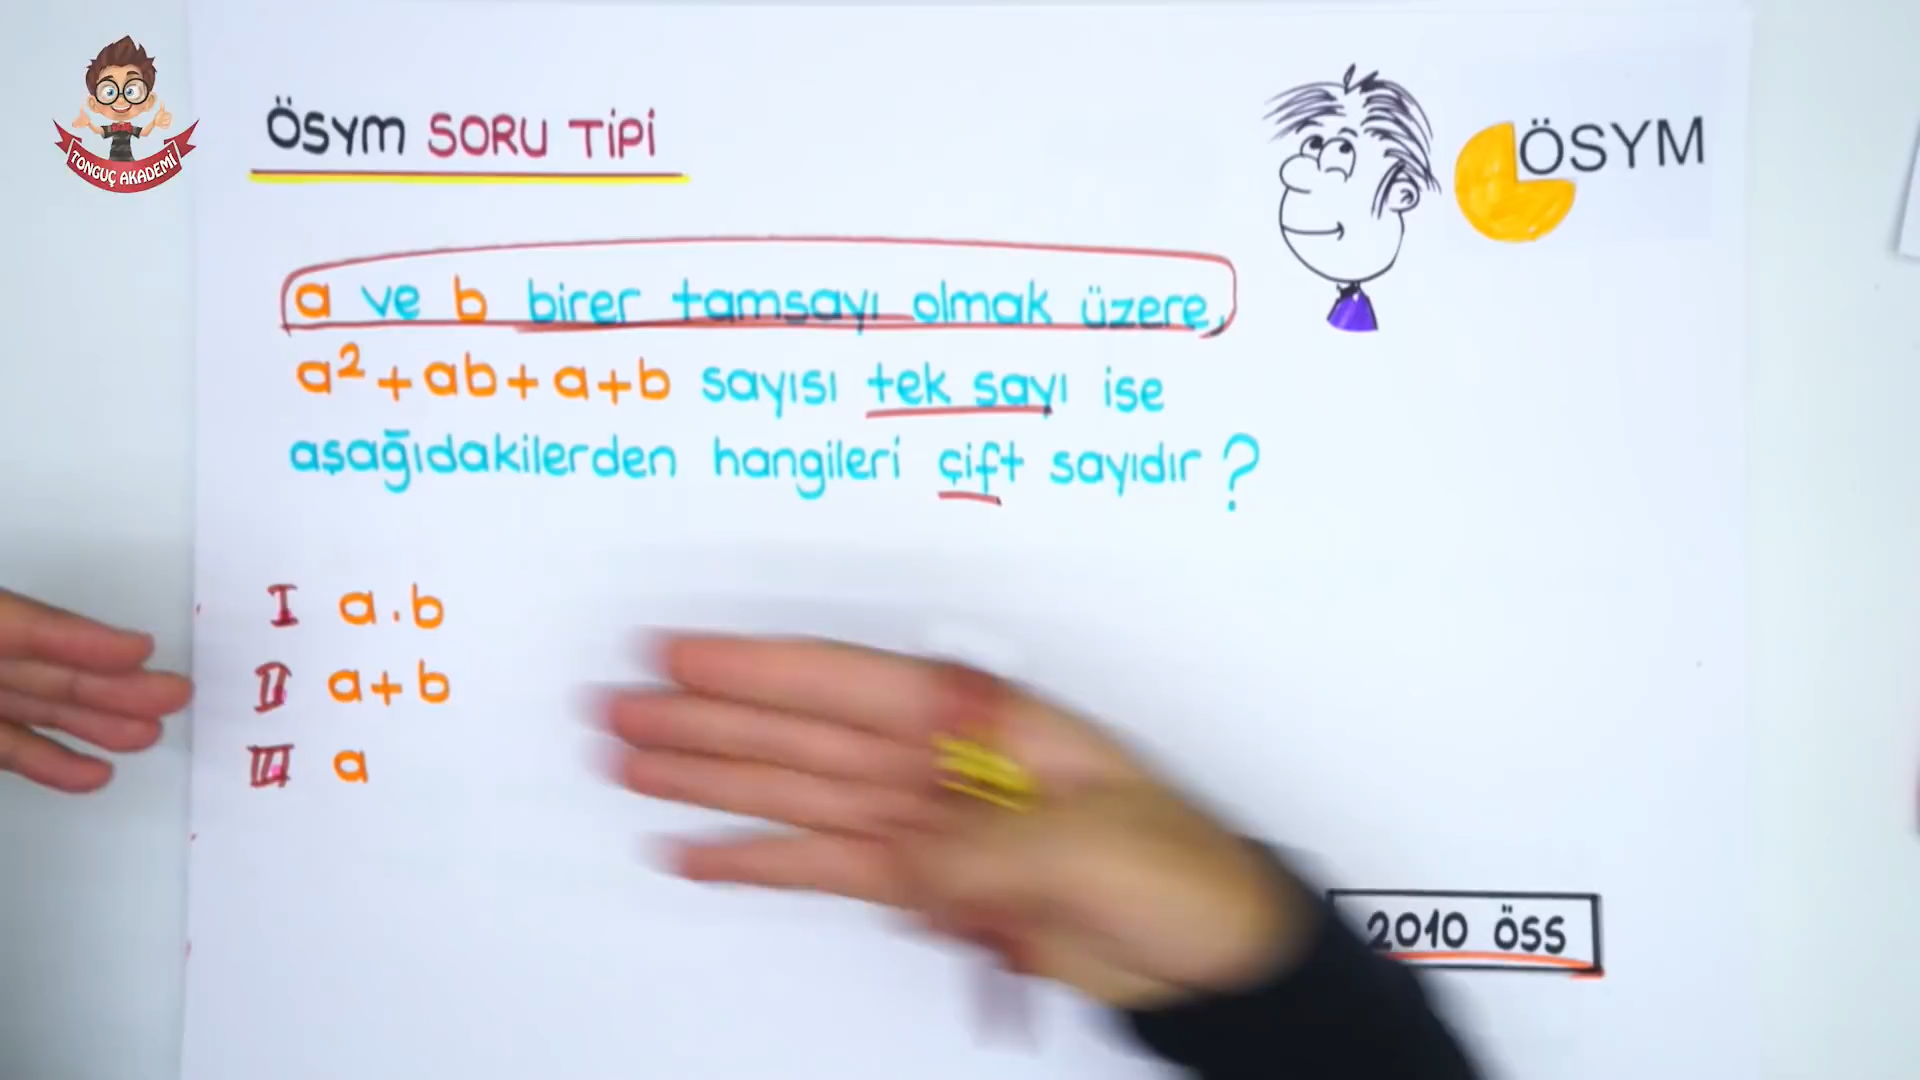 TONGUÇ AKADEMİ
ÖSYM SORU TİPİ
ÖSYM
a ve b birer tamsayı olmak üzere,
a²+ab+a+b sayısı tek sayı ise
aşağıdakilerden hangileri çift sayıdır?
I a.b
II a+b
III a
2010 ÖSS